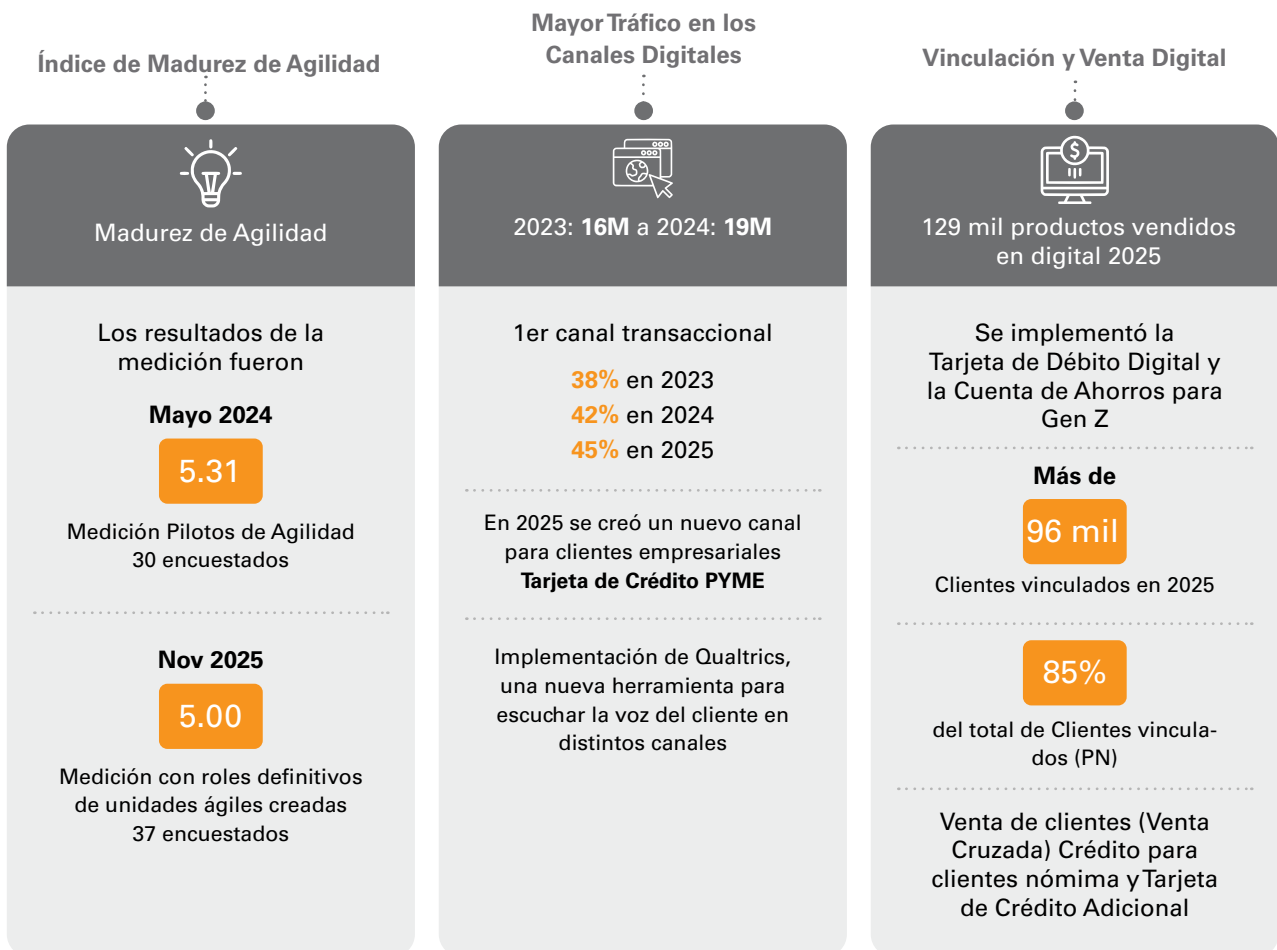 Índice de Madurez de Agilidad
Madurez de Agilidad
Los resultados de la
medición fueron
Mayo 2024
5.31
Medición Pilotos de Agilidad
30 encuestados
Nov 2025
5.00
Medición con roles definitivos
de unidades ágiles creadas
37 encuestados
Mayor Tráfico en los
Canales Digitales
2023: 16M a 2024: 19M
1er canal transaccional
38% en 2023
42% en 2024
45% en 2025
En 2025 se creó un nuevo canal
para clientes empresariales
Tarjeta de Crédito PYME
Implementación de Qualtrics,
una nueva herramienta para
escuchar la voz del cliente en
distintos canales
Vinculación y Venta Digital
$
129 mil productos vendidos
en digital 2025
Se implementó la
Tarjeta de Débito Digital y
la Cuenta de Ahorros para
Gen Z
Más de
96 mil
Clientes vinculados en 2025
85%
del total de Clientes vincula-
dos (PN)
Venta de clientes (Venta
Cruzada) Crédito para
clientes nómima y Tarjeta
de Crédito Adicional